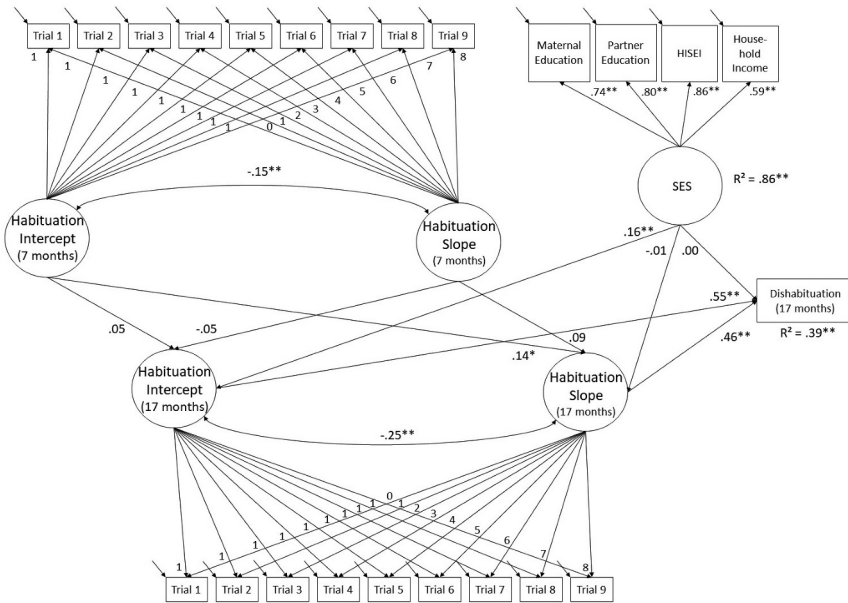 Trial 1
Trial 2
Trial 3
Trial 4
Trial 5
Trial 6
Trial 7
Trial 8
Trial 9
Maternal
Education
Partner
Education
HISEI
House-
hold
Income
1
1
1
1
1
1
1
1
1
0
1
2
3
4
5
6
7
8
.74**
.80**
.86**
.59**
-.15**
SES
R² = .86**
Habituation
Intercept
(7 months)
Habituation
Slope
(7 months)
.16**
-.01
.00
.05
-.05
.09
.14*
.55**
.46**
Dishabituation
(17 months)
R² = .39**
Habituation
Intercept
(17 months)
Habituation
Slope
(17 months)
-.25**
1
1
1
1
1
1
1
1
1
0
1
2
3
4
5
6
7
8
Trial 1
Trial 2
Trial 3
Trial 4
Trial 5
Trial 6
Trial 7
Trial 8
Trial 9